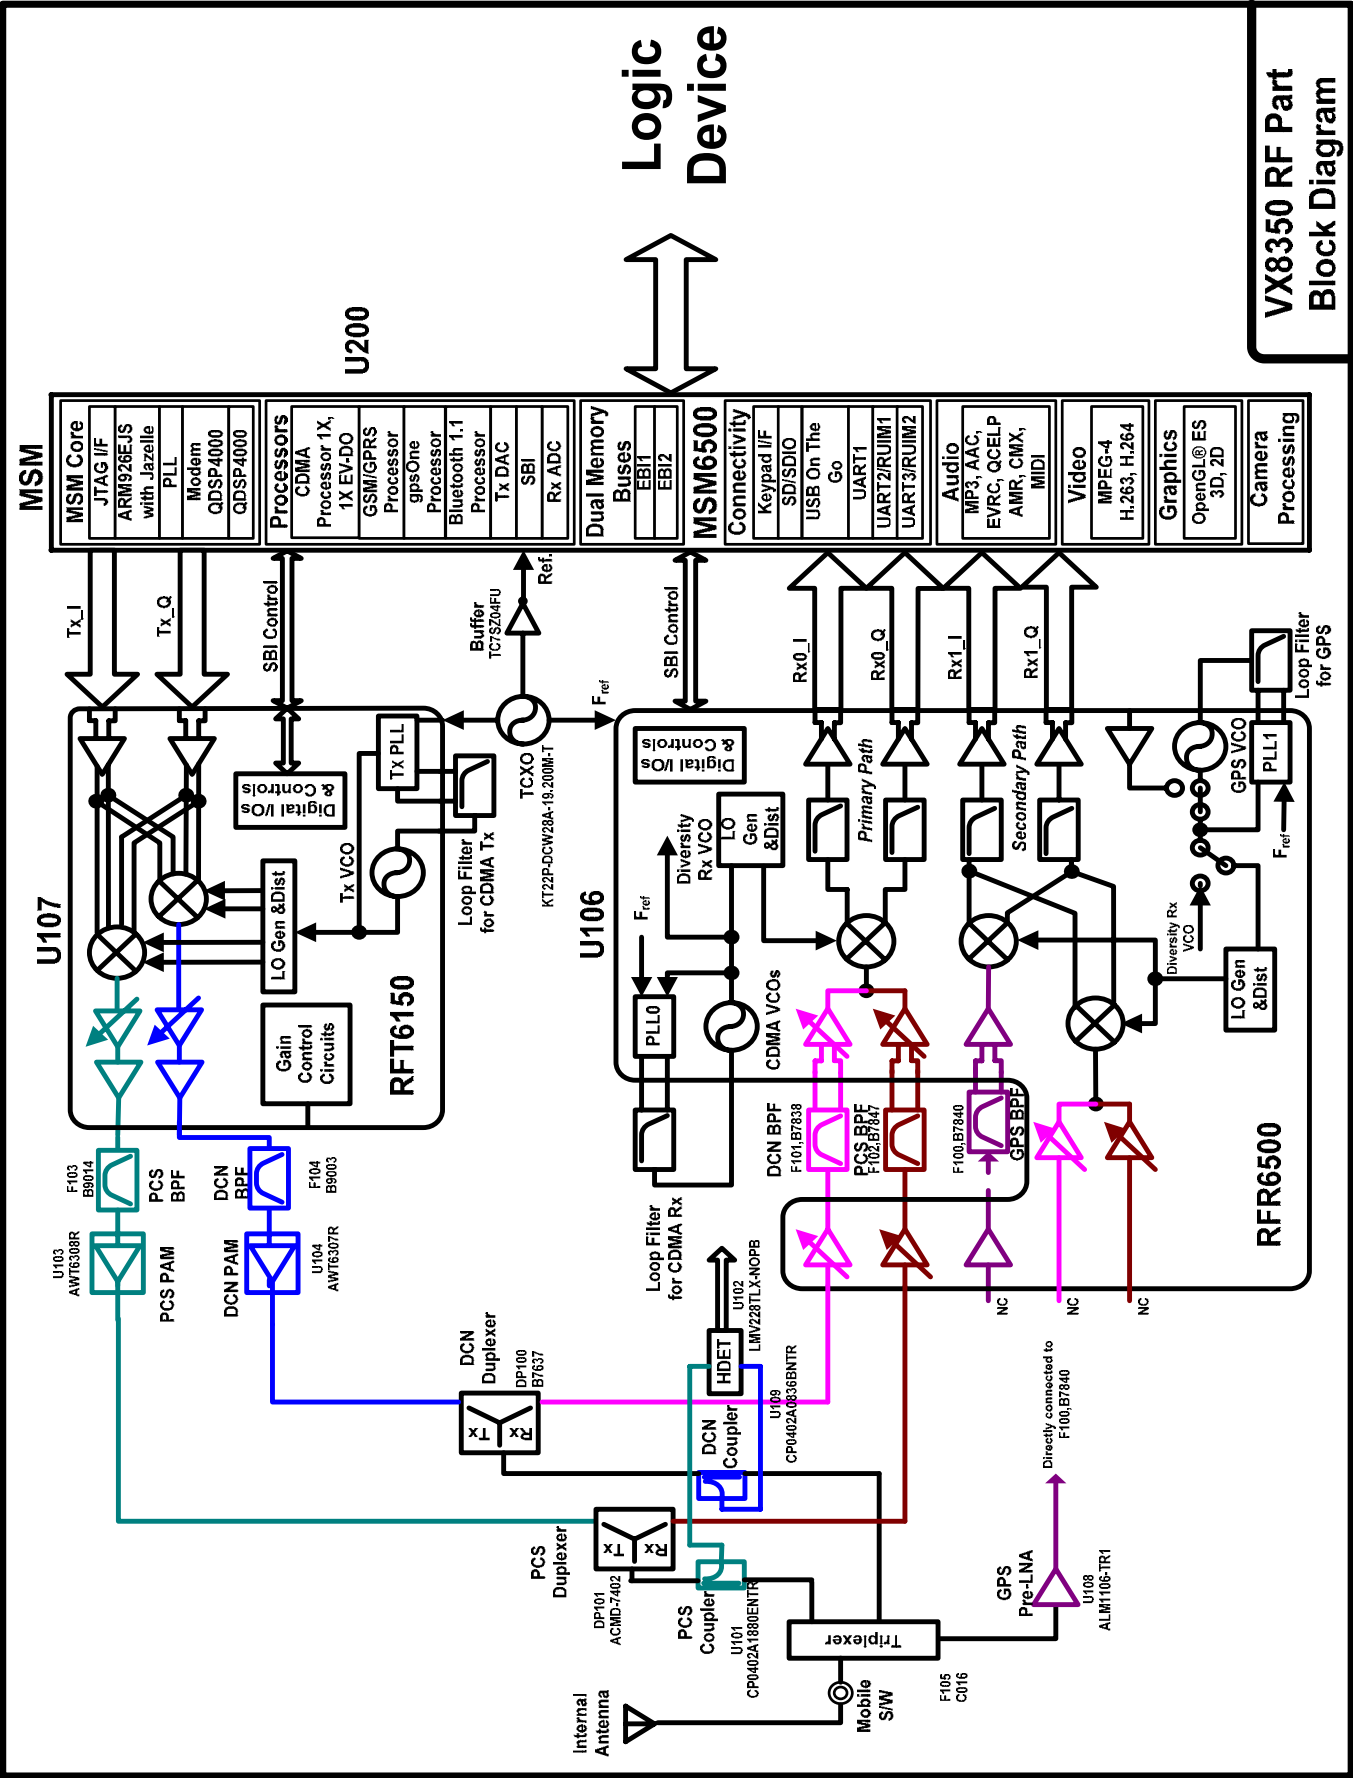 VX8350 RF Part
Block Diagram
Logic
Device
U200
MSM
MSM Core
JTAG I/F
ARM926EJS
with Jazelle
PLL
Modem
QDSP4000
QDSP4000
Processors
CDMA
Processor 1X,
1X EV-DO
GSM/GPRS
Processor
gpsOne
Processor
Bluetooth 1.1
Processor
Tx DAC
SBI
Rx ADC
Dual Memory
Buses
EBI1
EBI2
MSM6500
Connectivity
Keypad I/F
SD/SDIO
USB On The
Go
UART1
UART2/RUIM1
UART3/RUIM2
Audio
MP3, AAC,
EVRC, QCELP
AMR, CMX,
MIDI
Video
MPEG-4
H.263, H.264
Graphics
OpenGL® ES
3D, 2D
Camera
Processing
Tx_I
Tx_Q
SBI Control
Buffer
TC7SZ04FU
Ref.
SBI Control
Rx0_I
Rx0_Q
Rx1_I
Rx1_Q
Loop Filter
for GPS
U107
Digital I/Os
& Controls
Tx PLL
Tx VCO
LO Gen &Dist
Gain
Control
Circuits
RFT6150
Loop Filter
for CDMA Tx
TCXO
KT22P-DCW28A-19.200M-T
Fref
U106
Digital I/Os
& Controls
Diversity
Rx VCO
LO
Gen
&Dist
Fref
PLL0
CDMA VCOs
Primary Path
Secondary Path
GPS VCO
PLL1
Fref
Diversity Rx
VCO
LO Gen
&Dist
RFR6500
DCN BPF
F101,B7838
PCS BPF
F102,B7847
F100,B7840
GPS BPF
Loop Filter
for CDMA Rx
NC
NC
NC
F103
B9014
PCS
BPF
DCN
BPF
F104
B9003
U103
AWT6308R
PCS PAM
DCN PAM
U104
AWT6307R
DCN
Duplexer
DP100
B7637
Tx
Rx
HDET
U102
LMV228TLX-NOPB
DCN
Coupler
U109
CP0402A0836BNTR
PCS
Duplexer
Tx
Rx
DP101
ACMD-7402
PCS
Coupler
U101
CP0402A1880ENTR
Triplexer
F105
C016
Mobile
S/W
Internal
Antenna
GPS
Pre-LNA
U108
ALM1106-TR1
Directly connected to
F100,B7840